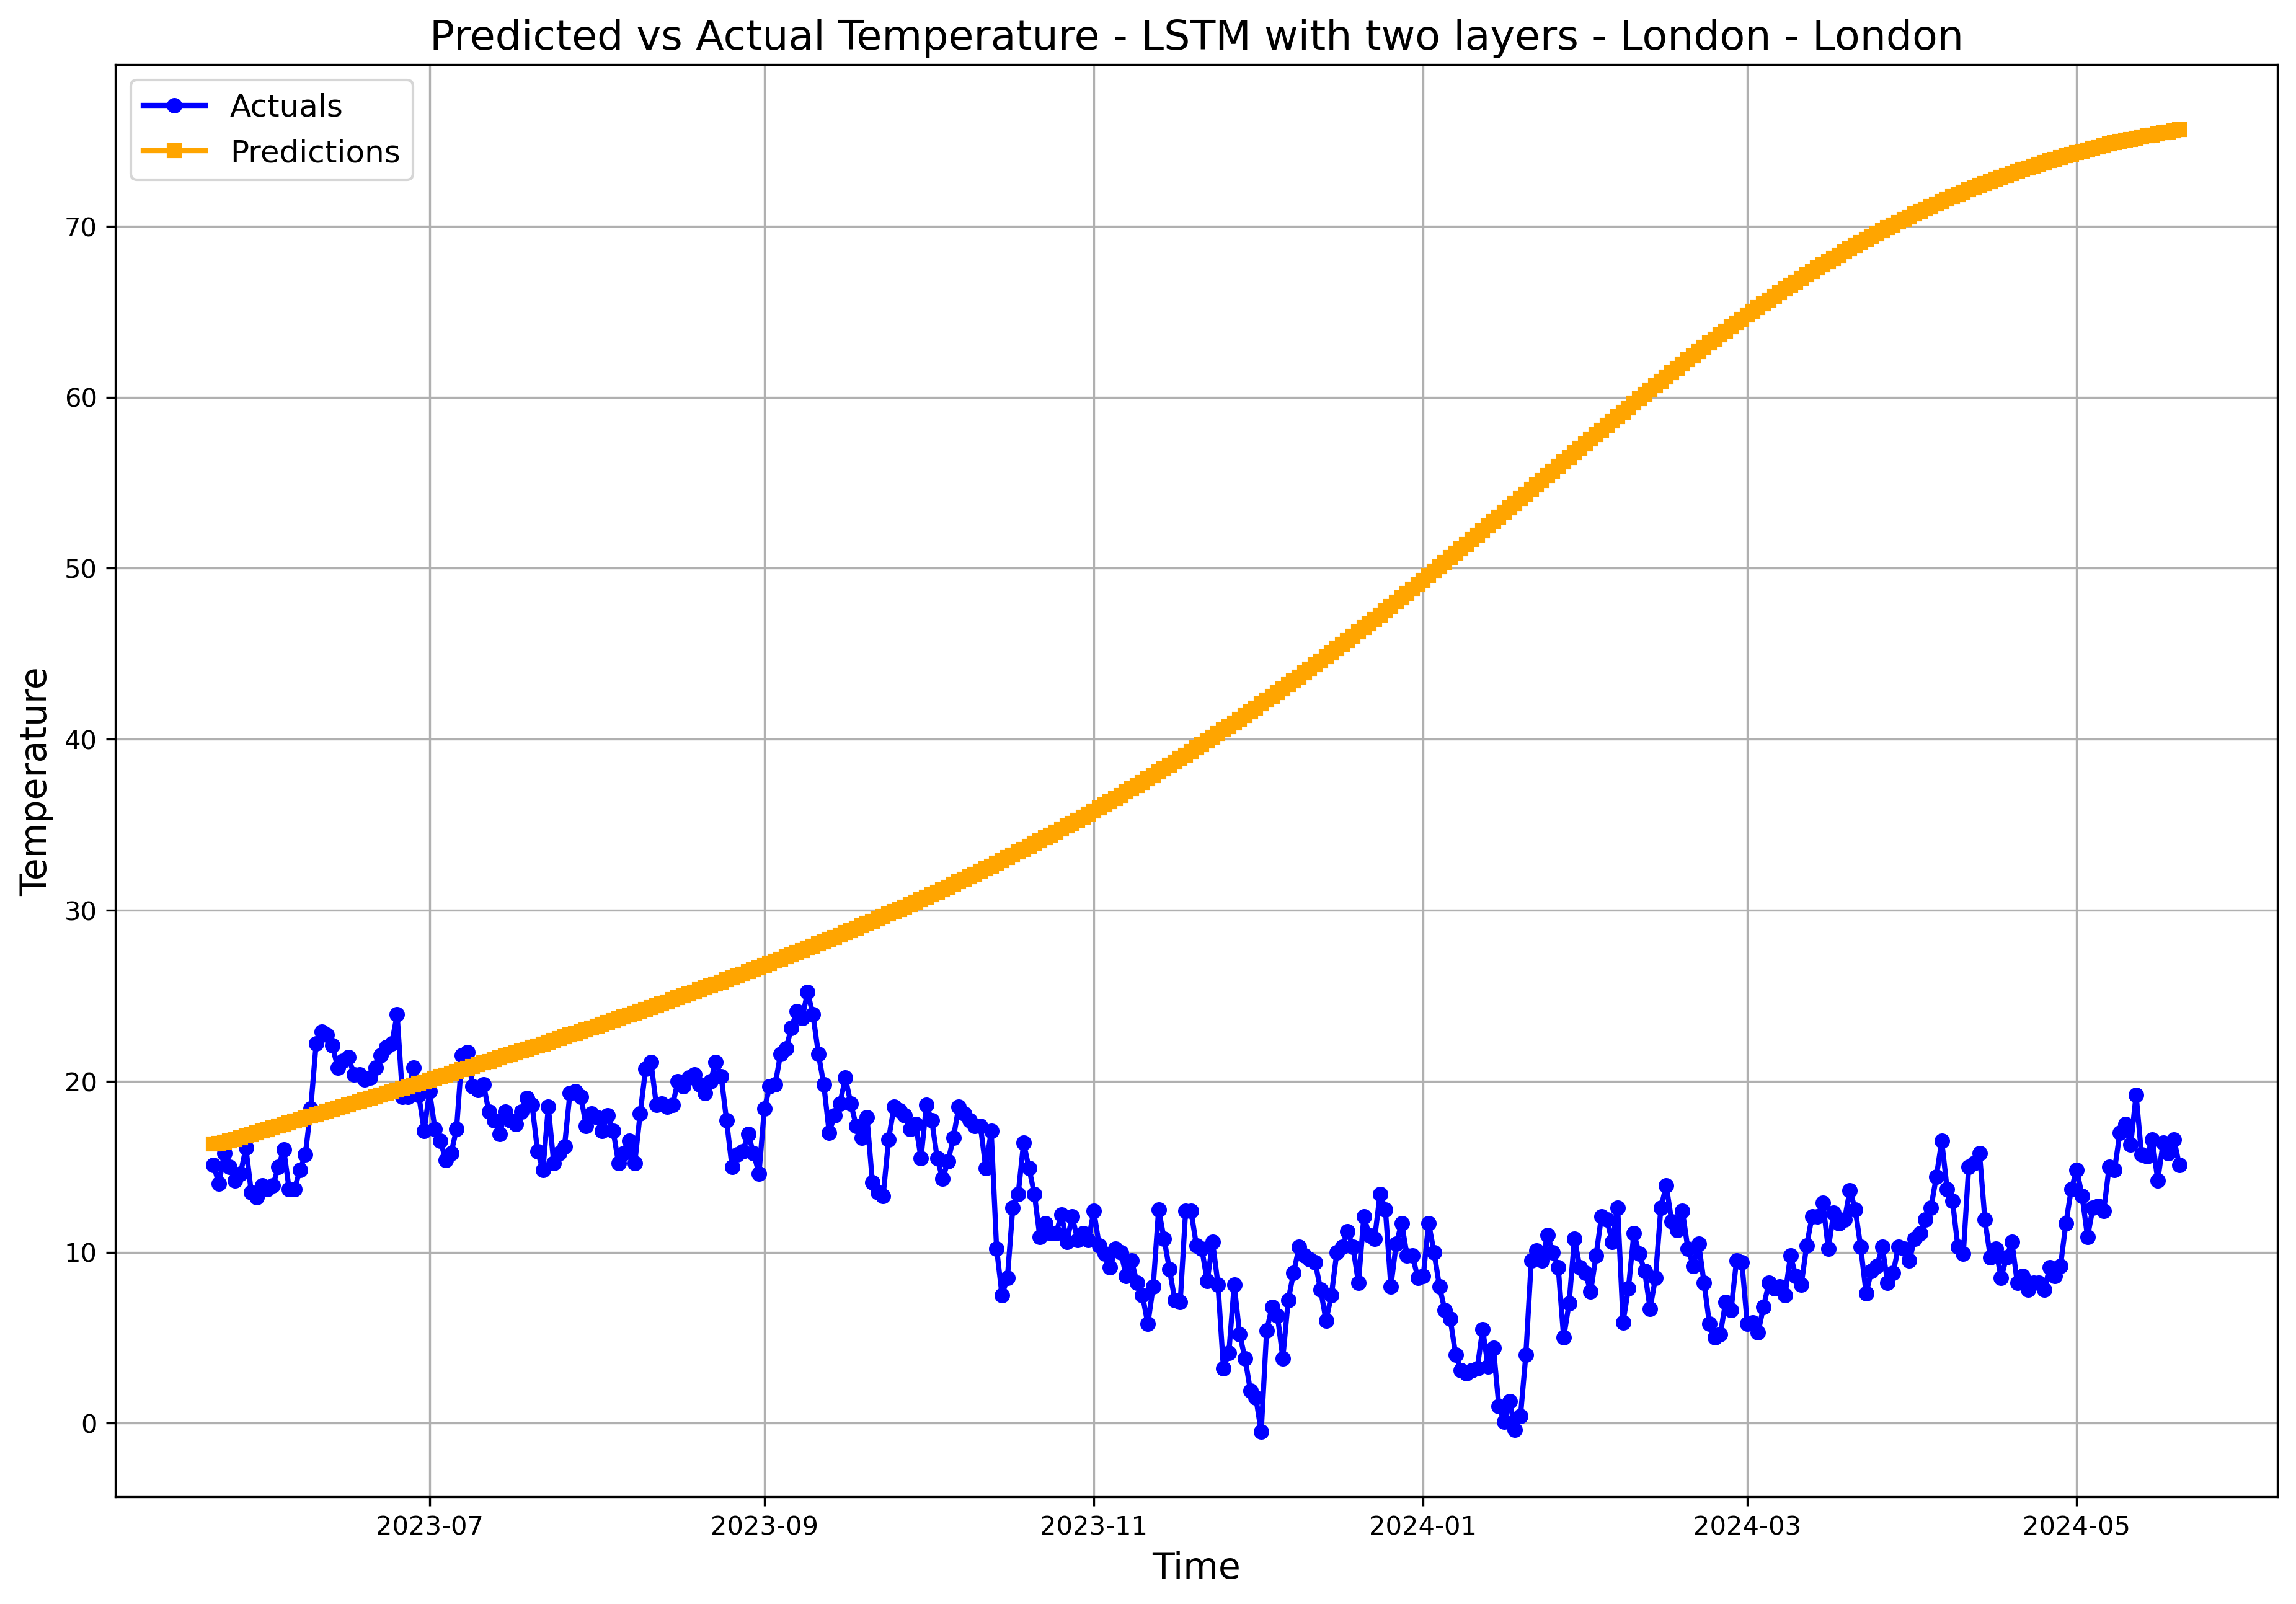 Predicted vs Actual Temperature - LSTM with two layers - London - London
Actuals
Predictions
70
60
50
40
30
20
10
0
Temperature
2023-07 2023-09 2023-11 2024-01 2024-03 2024-05
Time